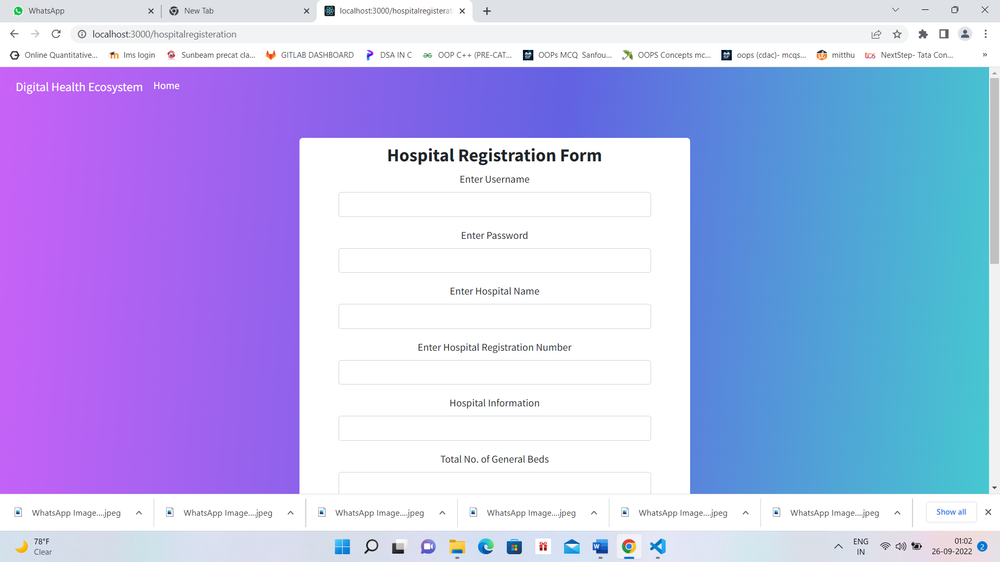 WhatsApp
New Tab
localhost:3000/hospitalregisterati
localhost:3000/hospitalregisteration
Online Quantitative...
lms login
Sunbeam precat cla...
GITLAB DASHBOARD
DSA IN C
OOP C++ (PRE-CAT...
OOPs MCQ Sanfou...
OOPS Concepts mc...
oops (cdac)- mcqs...
mitthu
NextStep- Tata Con...
»
Digital Health Ecosystem
Home
Hospital Registration Form
Enter Username
Enter Password
Enter Hospital Name
Enter Hospital Registration Number
Hospital Information
Total No. of General Beds
WhatsApp Image....jpeg
WhatsApp Image....jpeg
WhatsApp Image....jpeg
WhatsApp Image....jpeg
WhatsApp Image....jpeg
WhatsApp Image....jpeg
Show all
78°F
Clear
ENG
IN
01:02
26-09-2022
2